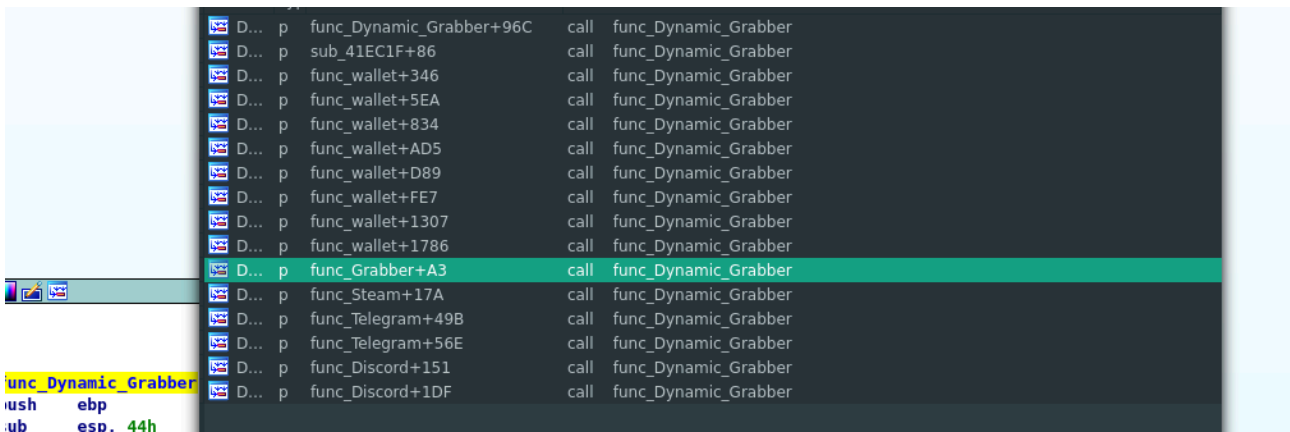 D... p func_Dynamic_Grabber+96C call func_Dynamic_Grabber
D... p sub_41EC1F+86 call func_Dynamic_Grabber
D... p func_wallet+346 call func_Dynamic_Grabber
D... p func_wallet+5EA call func_Dynamic_Grabber
D... p func_wallet+834 call func_Dynamic_Grabber
D... p func_wallet+AD5 call func_Dynamic_Grabber
D... p func_wallet+D89 call func_Dynamic_Grabber
D... p func_wallet+FE7 call func_Dynamic_Grabber
D... p func_wallet+1307 call func_Dynamic_Grabber
D... p func_wallet+1786 call func_Dynamic_Grabber
D... p func_Grabber+A3 call func_Dynamic_Grabber
D... p func_Steam+17A call func_Dynamic_Grabber
D... p func_Telegram+49B call func_Dynamic_Grabber
D... p func_Telegram+56E call func_Dynamic_Grabber
D... p func_Discord+151 call func_Dynamic_Grabber
D... p func_Discord+1DF call func_Dynamic_Grabber
unc_Dynamic_Grabber
ush ebp
ub esp, 44h